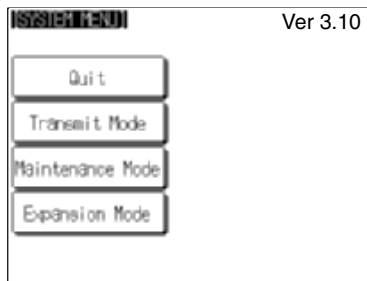 [SYSTEM MENU]
Ver 3.10
Quit
Transmit Mode
Maintenance Mode
Expansion Mode